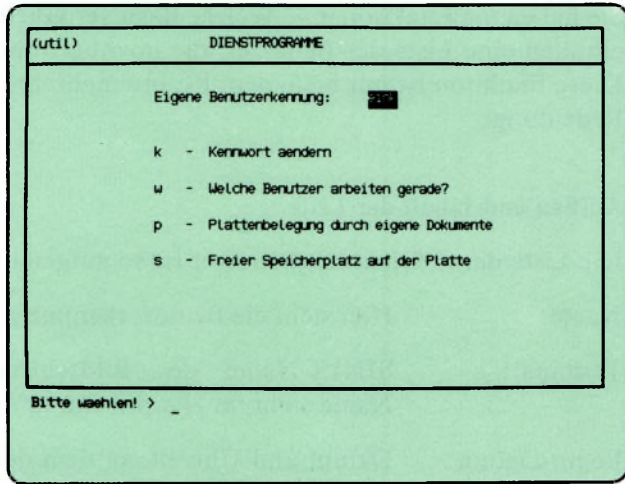 (util) DIENSTPROGRAMME
Eigene Benutzerkennung:
k - Kennwort aendern
w - Welche Benutzer arbeiten gerade?
p - Plattenbelegung durch eigene Dokumente
s - Freier Speicherplatz auf der Platte
Bitte waehlen! > _